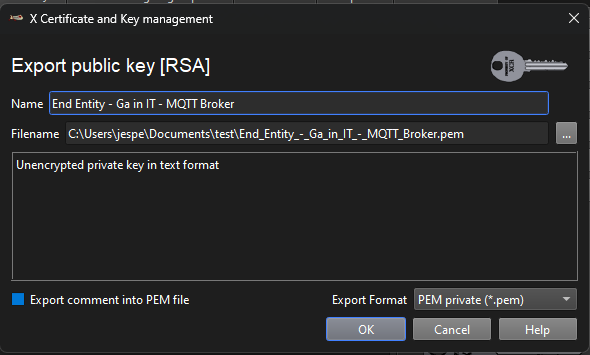 X Certificate and Key management
Export public key [RSA]
XCA
Name End Entity - Ga in IT - MQTT Broker
Filename C:\Users\jespe\Documents\test\End_Entity_-_Ga_in_IT_-_MQTT_Broker.pem ...
Unencrypted private key in text format
Export comment into PEM file Export Format PEM private (*.pem)
OK Cancel Help